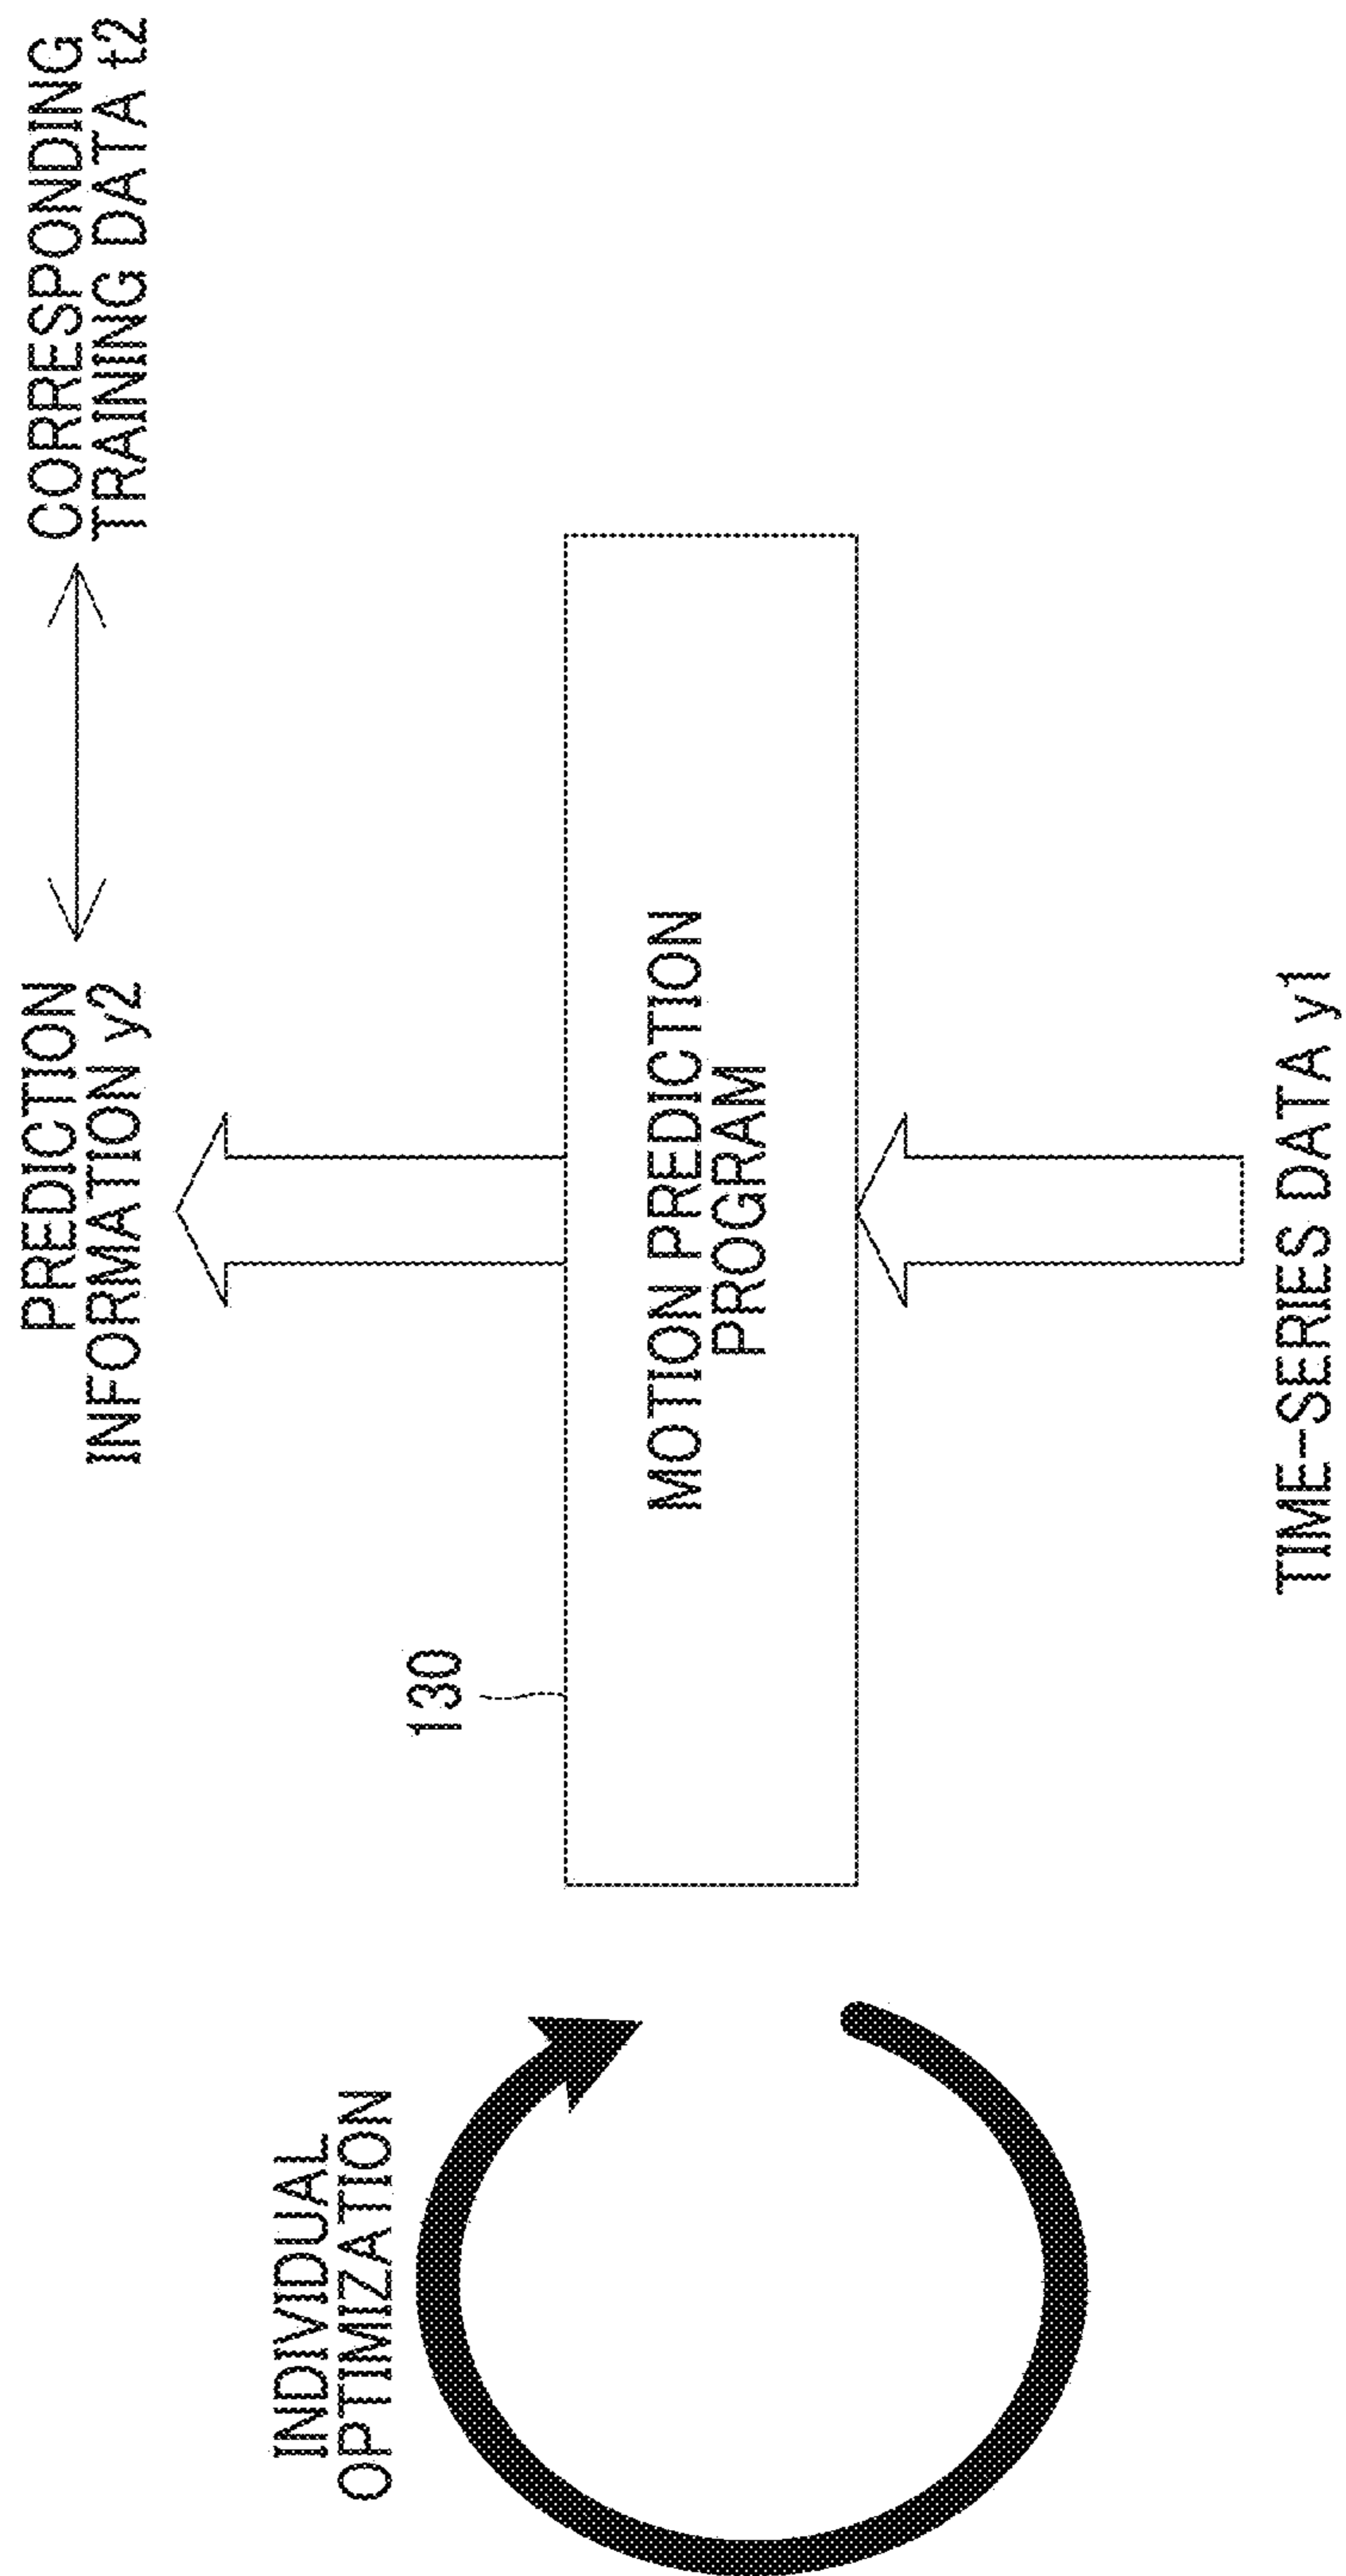 PREDICTION
INFORMATION y2
CORRESPONDING
TRAINING DATA t2
INDIVIDUAL
OPTIMIZATION
130
MOTION PREDICTION
PROGRAM
TIME-SERIES DATA y1